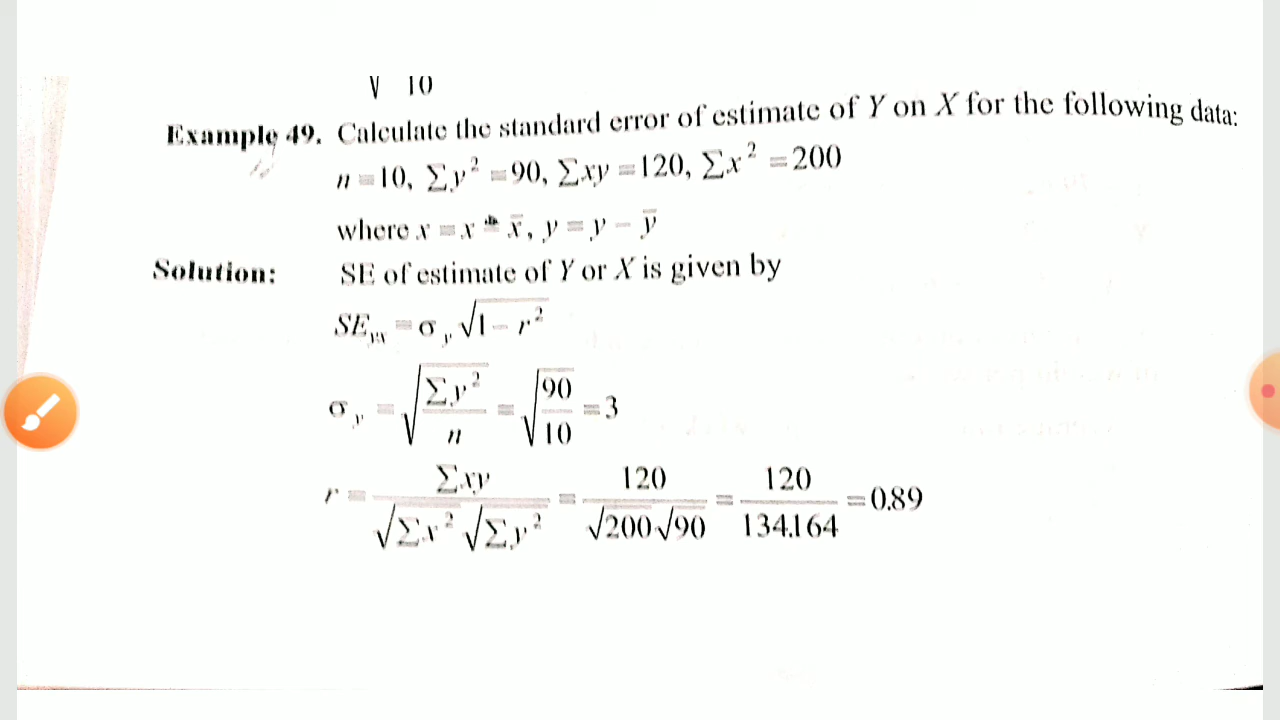 √ 10
Example 49. Calculate the standard error of estimate of Y on X for the following data:
n = 10, Σy² = 90, Σxy = 120, Σx² = 200
where x = x - x̄, y = y - ȳ
Solution: SE of estimate of Y or X is given by
SE_yx = σ_y √(1 - r²)
σ_y = √(Σy²/n) = √(90/10) = 3
r = Σxy/(√Σx² √Σy²) = 120/(√200 √90) = 120/134.164 = 0.89